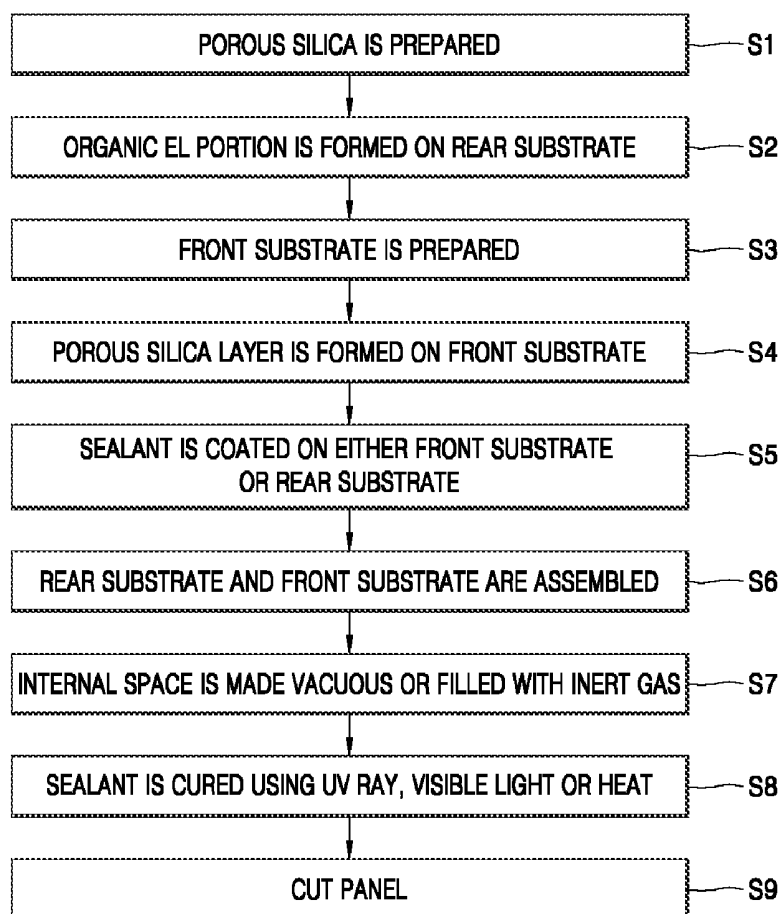 POROUS SILICA IS PREPARED
S1
ORGANIC EL PORTION IS FORMED ON REAR SUBSTRATE
S2
FRONT SUBSTRATE IS PREPARED
S3
POROUS SILICA LAYER IS FORMED ON FRONT SUBSTRATE
S4
SEALANT IS COATED ON EITHER FRONT SUBSTRATE
OR REAR SUBSTRATE
S5
REAR SUBSTRATE AND FRONT SUBSTRATE ARE ASSEMBLED
S6
INTERNAL SPACE IS MADE VACUOUS OR FILLED WITH INERT GAS
S7
SEALANT IS CURED USING UV RAY, VISIBLE LIGHT OR HEAT
S8
CUT PANEL
S9